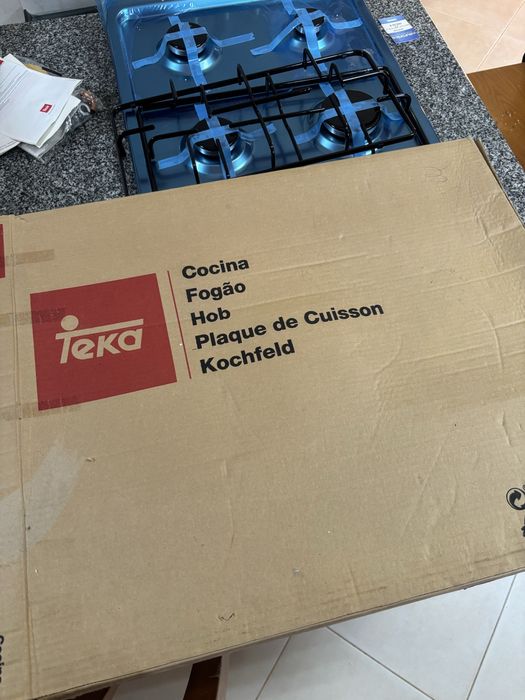 Teka
Cocina
Fogão
Hob
Plaque de Cuisson
Kochfeld